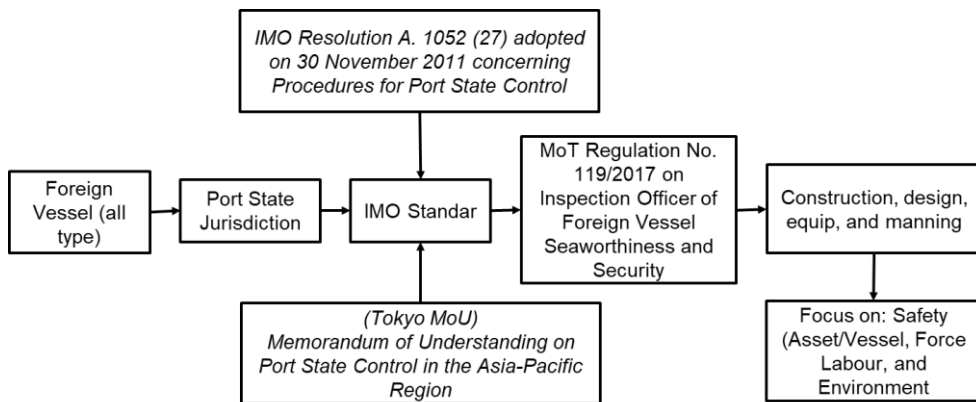 IMO Resolution A. 1052 (27) adopted
on 30 November 2011 concerning
Procedures for Port State Control
Foreign
Vessel (all
type)
Port State
Jurisdiction
IMO Standar
MoT Regulation No.
119/2017 on
Inspection Officer of
Foreign Vessel
Seaworthiness and
Security
Construction, design,
equip, and manning
(Tokyo MoU)
Memorandum of Understanding on
Port State Control in the Asia-Pacific
Region
Focus on: Safety
(Asset/Vessel, Force
Labour, and
Environment